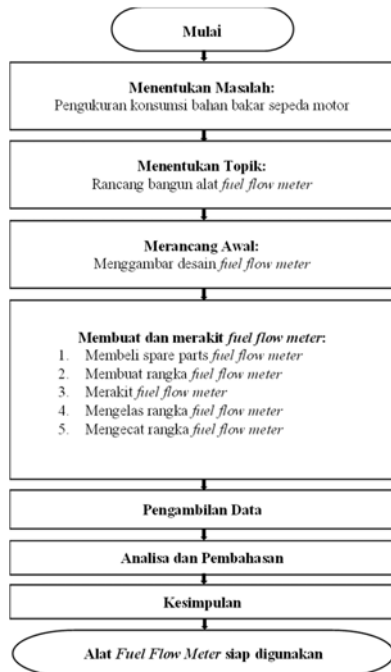 Mulai
Menentukan Masalah:
Pengukuran konsumsi bahan bakar sepeda motor
Menentukan Topik:
Rancang bangun alat fuel flow meter
Merancang Awal:
Menggambar desain fuel flow meter
Membuat dan merakit fuel flow meter:
1. Membeli spare parts fuel flow meter
2. Membuat rangka fuel flow meter
3. Merakit fuel flow meter
4. Mengelas rangka fuel flow meter
5. Mengecat rangka fuel flow meter
Pengambilan Data
Analisa dan Pembahasan
Kesimpulan
Alat Fuel Flow Meter siap digunakan